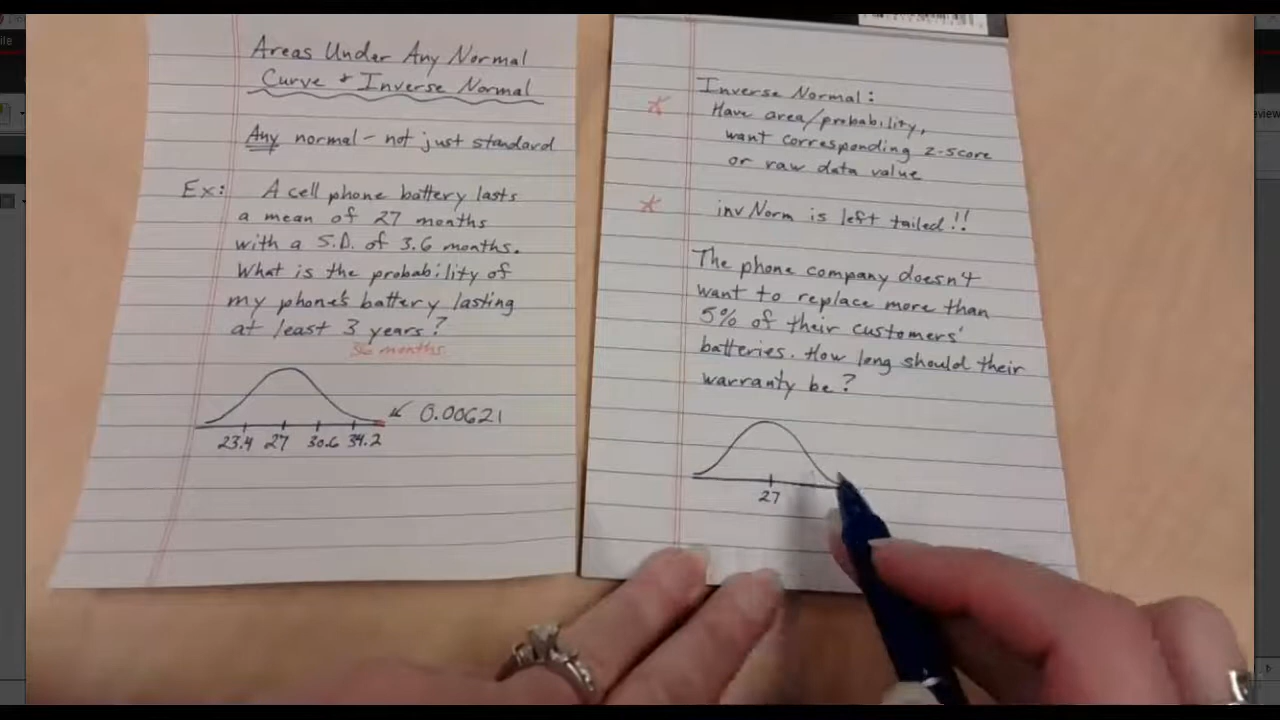 Areas Under Any Normal
Curve + Inverse Normal
Any normal - not just standard
Ex: A cell phone battery lasts
a mean of 27 months
with a S.D. of 3.6 months.
What is the probability of
my phone's battery lasting
at least 3 years?
36 months
0.00621
23.4 27 30.6 34.2
Inverse Normal:
Have area/probability,
want corresponding z-score
or raw data value
invNorm is left tailed!!
The phone company doesn't
want to replace more than
5% of their customers'
batteries. How long should their
warranty be?
27